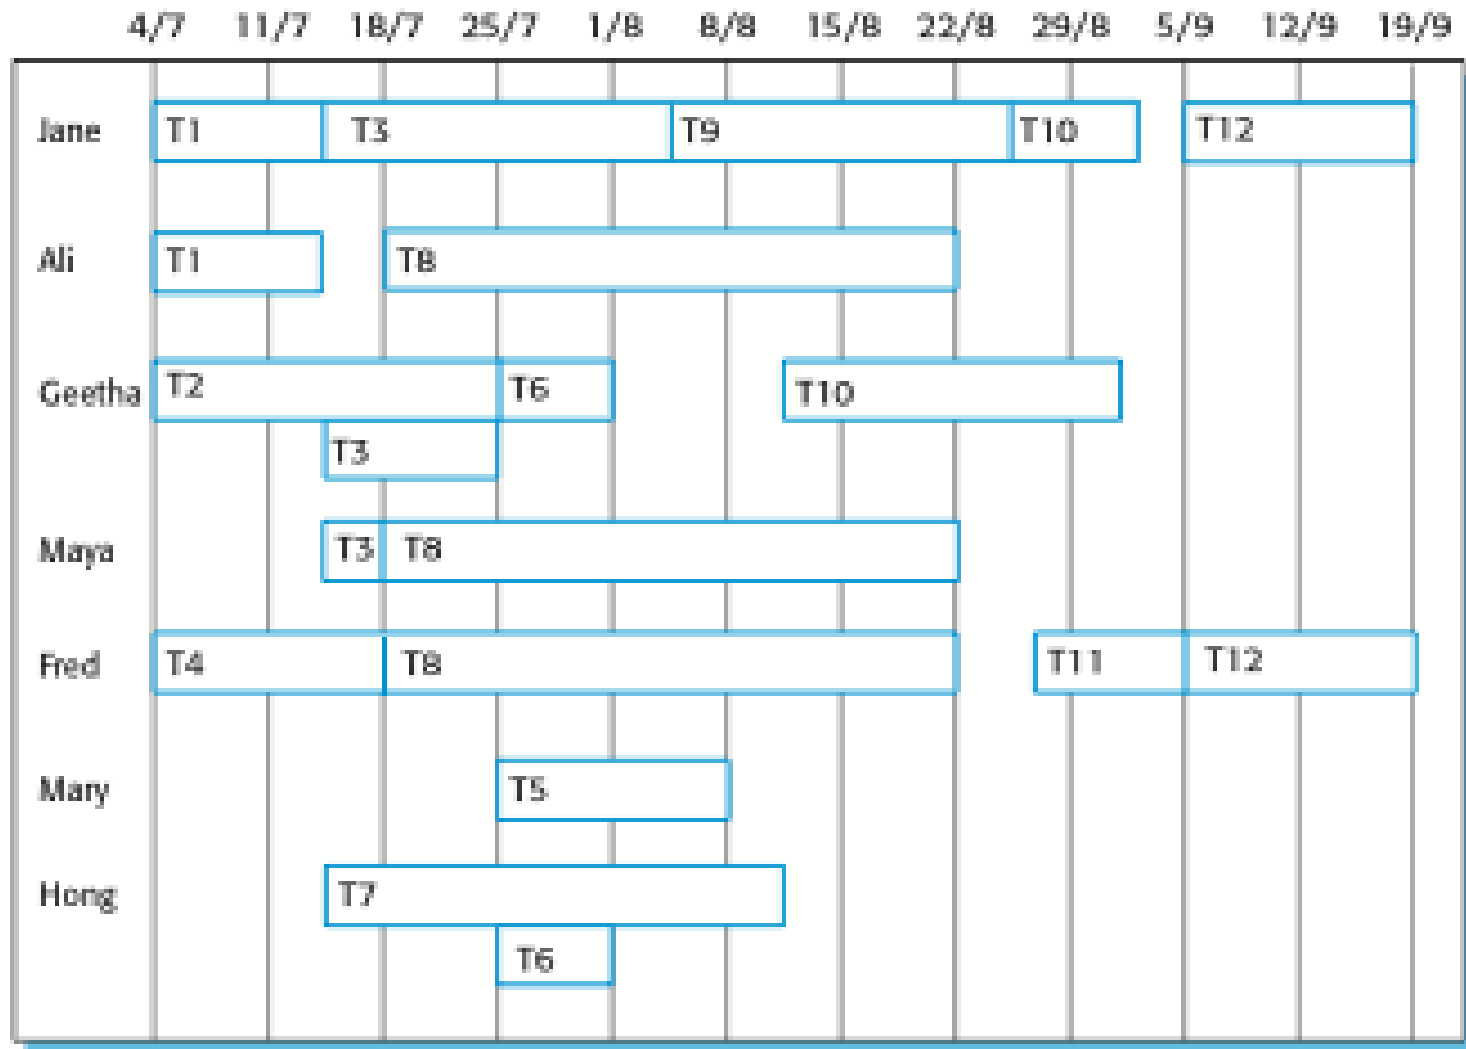 4/7 11/7 18/7 25/7 1/8 8/8 15/8 22/8 29/8 5/9 12/9 19/9
Jane T1 T3 T9 T10 T12
Ali T1 T8
Geetha T2 T6 T10
T3
Maya T3 T8
Fred T4 T8 T11 T12
Mary T5
Hong T7
T6